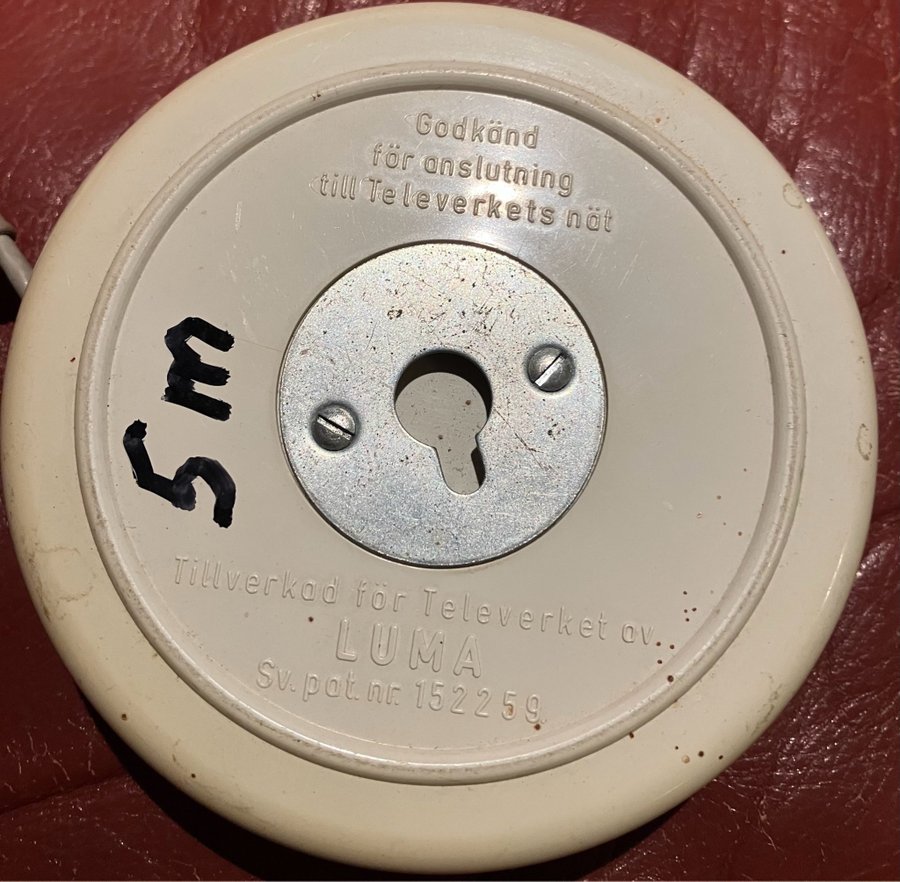 Godkänd
för anslutning
till Televerkets nät
5m
Tillverkad för Televerket av
LUMA
Sv. pat. nr. 152259